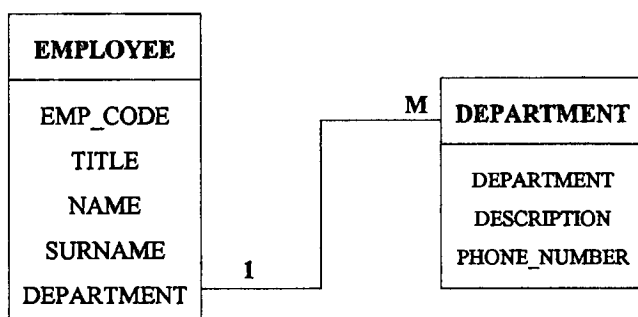 EMPLOYEE
EMP_CODE
TITLE
NAME
SURNAME
DEPARTMENT
1
M
DEPARTMENT
DEPARTMENT
DESCRIPTION
PHONE_NUMBER